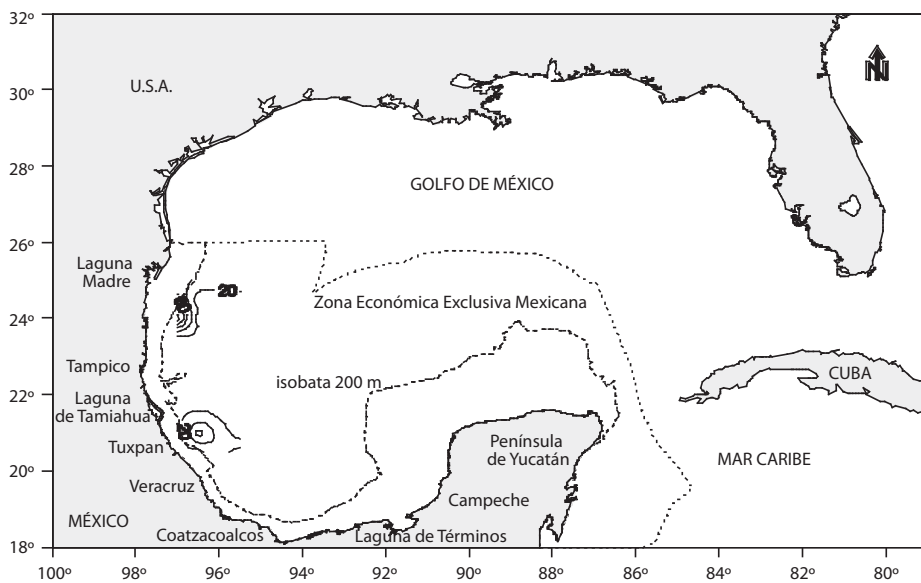 32º
30º
28º
26º
24º
22º
20º
18º
100º
98º
96º
94º
92º
90º
88º
86º
84º
82º
80º
U.S.A.
N
GOLFO DE MÉXICO
Laguna
Madre
20
Zona Económica Exclusiva Mexicana
Tampico
isobata 200 m
CUBA
Laguna
de Tamiahua
Tuxpan
Península
de Yucatán
MAR CARIBE
Veracruz
Campeche
MÉXICO
Coatzacoalcos
Laguna de Términos